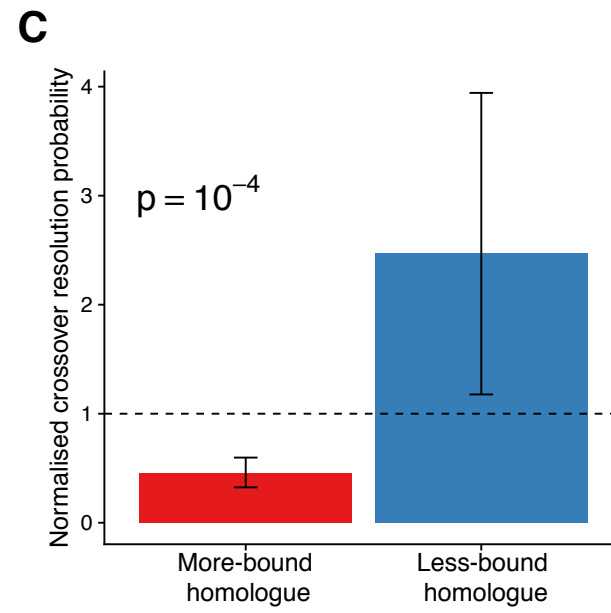 C
Normalised crossover resolution probability
4
3
2
1
0
p = 10⁻⁴
More-bound
homologue
Less-bound
homologue